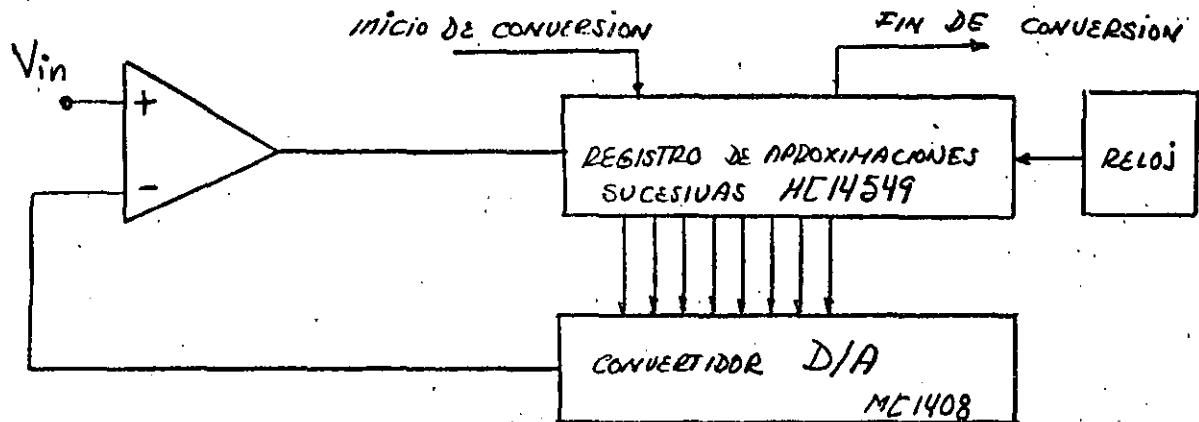 INICIO DE CONVERSION
FIN DE CONVERSION
Vin
+
-
REGISTRO DE APROXIMACIONES
SUCESIVAS MC14549
RELOJ
CONVERTIDOR D/A
MC1408